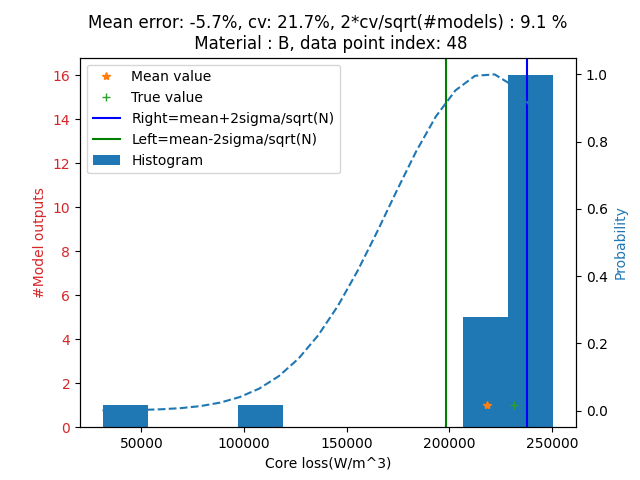 Mean error: -5.7%, cv: 21.7%, 2*cv/sqrt(#models) : 9.1 %
Material : B, data point index: 48
Mean value
True value
Right=mean+2sigma/sqrt(N)
Left=mean-2sigma/sqrt(N)
Histogram
16
14
12
10
8
6
4
2
0
#Model outputs
1.0
0.8
0.6
0.4
0.2
0.0
Probability
50000 100000 150000 200000 250000
Core loss(W/m^3)